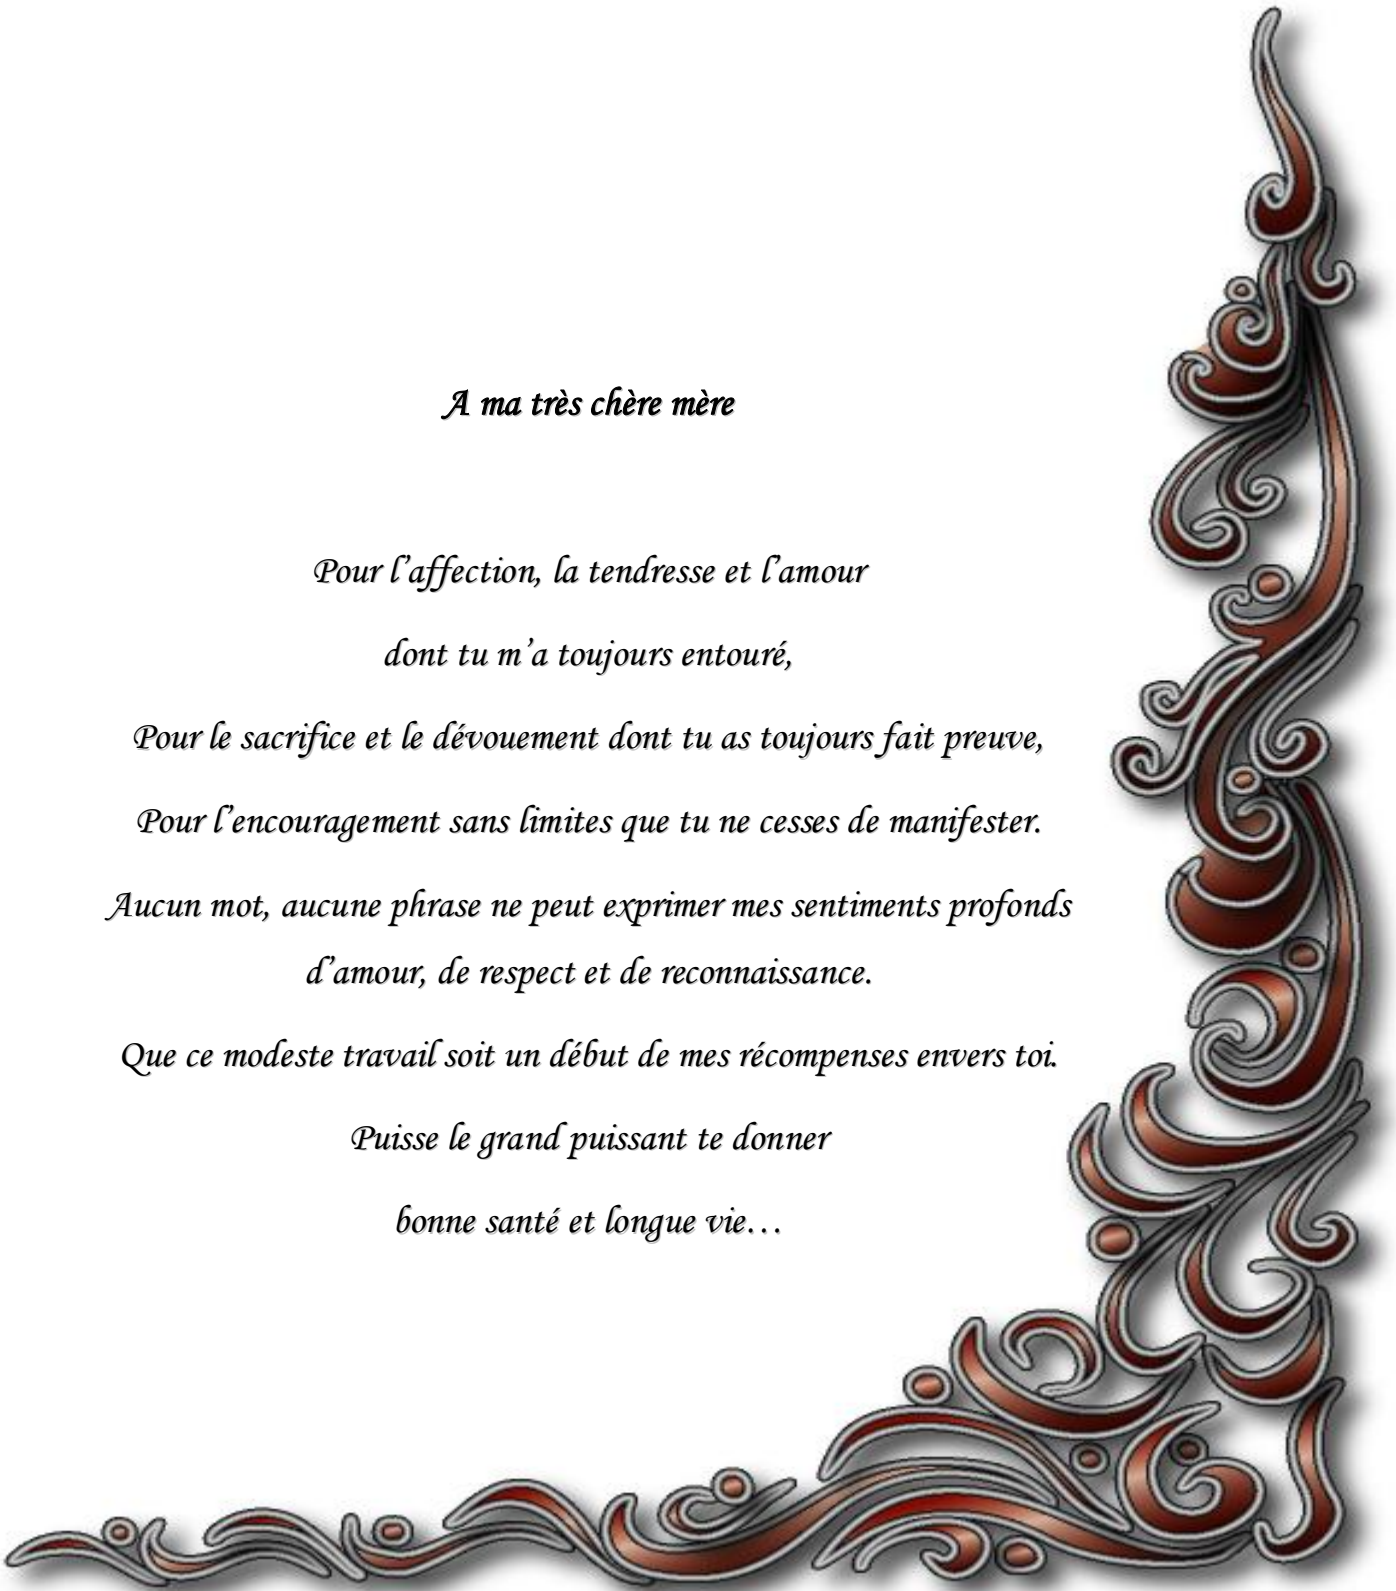 A ma très chère mère
Pour l’affection, la tendresse et l’amour
dont tu m’a toujours entouré,
Pour le sacrifice et le dévouement dont tu as toujours fait preuve,
Pour l’encouragement sans limites que tu ne cesses de manifester.
Aucun mot, aucune phrase ne peut exprimer mes sentiments profonds
d’amour, de respect et de reconnaissance.
Que ce modeste travail soit un début de mes récompenses envers toi.
Puisse le grand puissant te donner
bonne santé et longue vie…